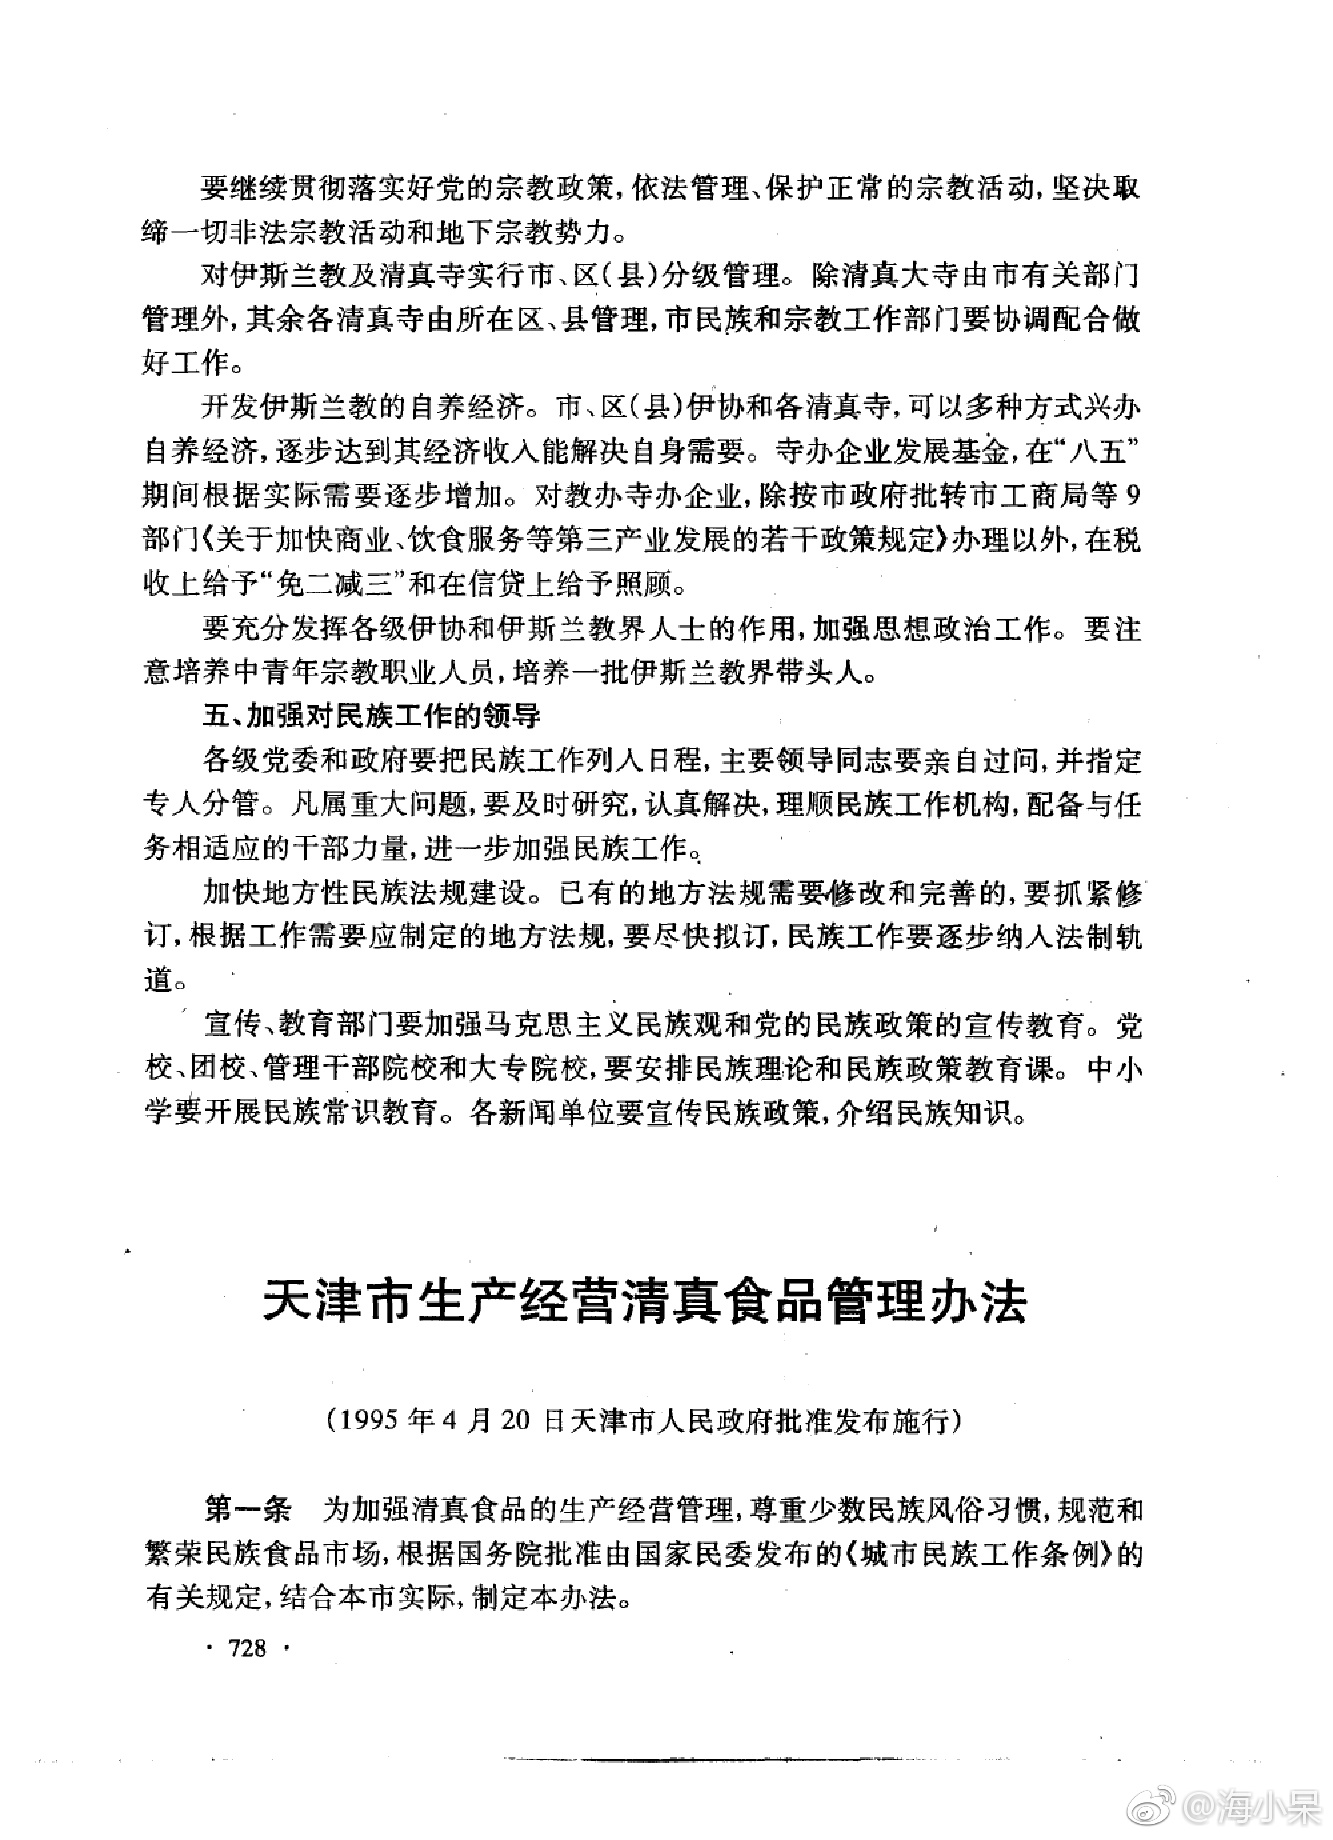 要继续贯彻落实好党的宗教政策,依法管理、保护正常的宗教活动,坚决取
缔一切非法宗教活动和地下宗教势力。
对伊斯兰教及清真寺实行市、区(县)分级管理。除清真大寺由市有关部门
管理外,其余各清真寺由所在区、县管理,市民族和宗教工作部门要协调配合做
好工作。
开发伊斯兰教的自养经济。市、区(县)伊协和各清真寺,可以多种方式兴办
自养经济,逐步达到其经济收入能解决自身需要。寺办企业发展基金,在“八五”
期间根据实际需要逐步增加。对教办寺办企业,除按市政府批转市工商局等9
部门《关于加快商业、饮食服务等第三产业发展的若干政策规定》办理以外,在税
收上给予“免二减三”和在信贷上给予照顾。
要充分发挥各级伊协和伊斯兰教界人士的作用,加强思想政治工作。要注
意培养中青年宗教职业人员,培养一批伊斯兰教界带头人。
五、加强对民族工作的领导
各级党委和政府要把民族工作列入日程,主要领导同志要亲自过问,并指定
专人分管。凡属重大问题,要及时研究,认真解决,理顺民族工作机构,配备与任
务相适应的干部力量,进一步加强民族工作。
加快地方性民族法规建设。已有的地方法规需要修改和完善的,要抓紧修
订,根据工作需要应制定的地方法规,要尽快拟订,民族工作要逐步纳入法制轨
道。
宣传、教育部门要加强马克思主义民族观和党的民族政策的宣传教育。党
校、团校、管理干部院校和大专院校,要安排民族理论和民族政策教育课。中小
学要开展民族常识教育。各新闻单位要宣传民族政策,介绍民族知识。
天津市生产经营清真食品管理办法
(1995年4月20日天津市人民政府批准发布施行)
第一条 为加强清真食品的生产经营管理,尊重少数民族风俗习惯,规范和
繁荣民族食品市场,根据国务院批准由国家民委发布的《城市民族工作条例》的
有关规定,结合本市实际,制定本办法。
· 728 ·
@海小呆